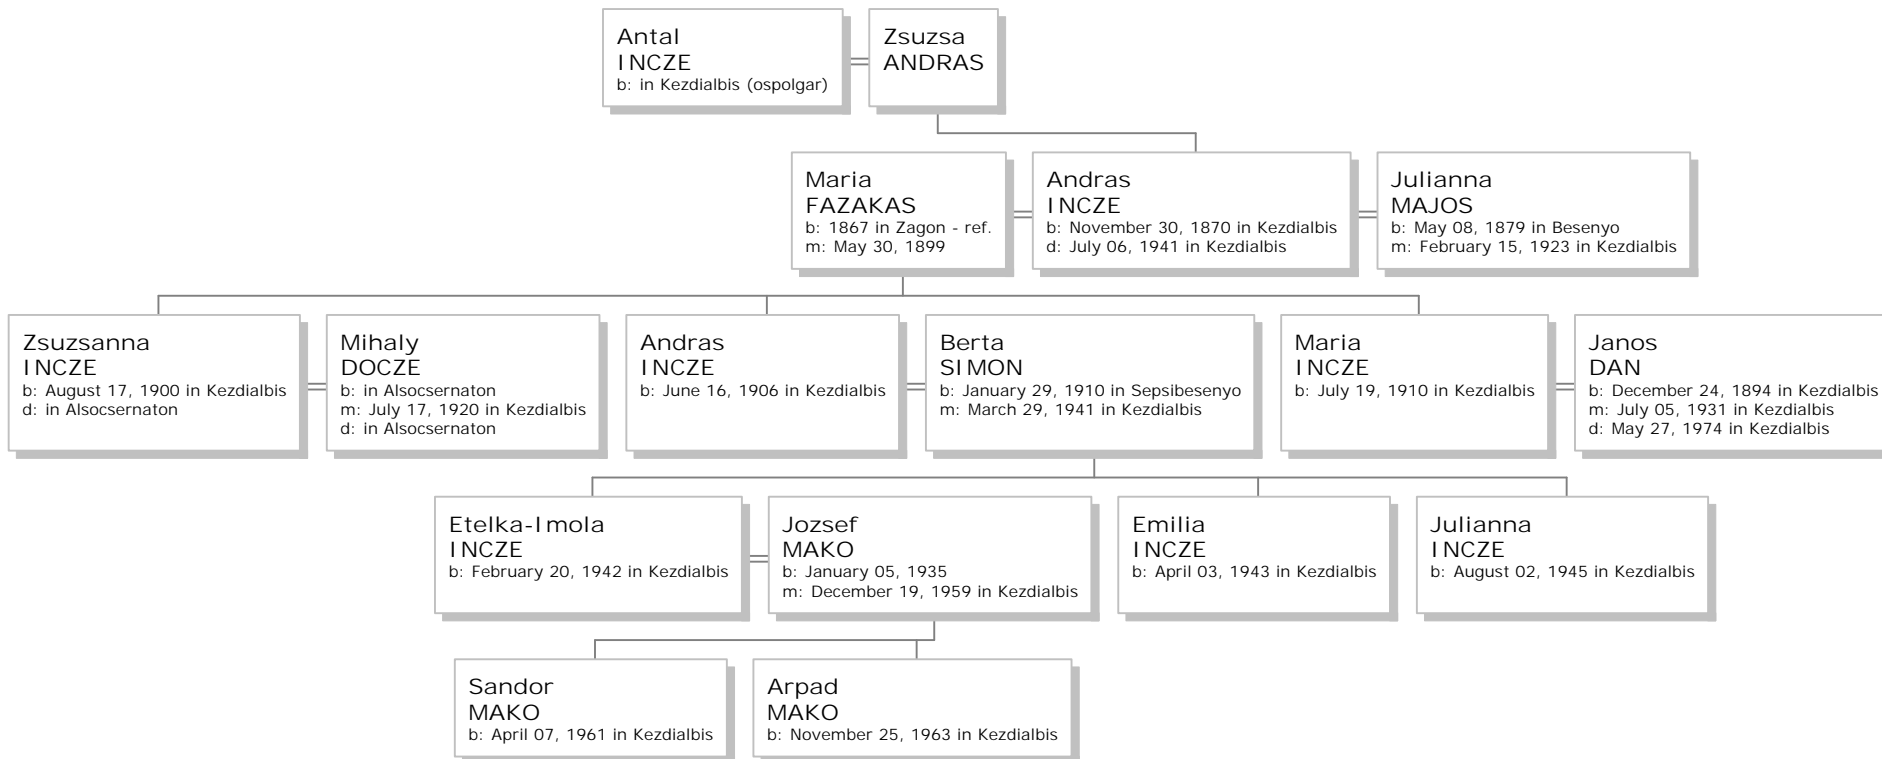 Antal
INCZE
b: in Kezdialbis (ospolgar)
Zsuzsa
ANDRAS
Maria
FAZAKAS
b: 1867 in Zagon - ref.
m: May 30, 1899
Andras
INCZE
b: November 30, 1870 in Kezdialbis
d: July 06, 1941 in Kezdialbis
Julianna
MAJOS
b: May 08, 1879 in Besenyo
m: February 15, 1923 in Kezdialbis
Zsuzsanna
INCZE
b: August 17, 1900 in Kezdialbis
d: in Alsocsernaton
Mihaly
DOCZE
b: in Alsocsernaton
m: July 17, 1920 in Kezdialbis
d: in Alsocsernaton
Andras
INCZE
b: June 16, 1906 in Kezdialbis
Berta
SIMON
b: January 29, 1910 in Sepsibesenyo
m: March 29, 1941 in Kezdialbis
Maria
INCZE
b: July 19, 1910 in Kezdialbis
Janos
DAN
b: December 24, 1894 in Kezdialbis
m: July 05, 1931 in Kezdialbis
d: May 27, 1974 in Kezdialbis
Etelka-Imola
INCZE
b: February 20, 1942 in Kezdialbis
Jozsef
MAKO
b: January 05, 1935
m: December 19, 1959 in Kezdialbis
Emilia
INCZE
b: April 03, 1943 in Kezdialbis
Julianna
INCZE
b: August 02, 1945 in Kezdialbis
Sandor
MAKO
b: April 07, 1961 in Kezdialbis
Arpad
MAKO
b: November 25, 1963 in Kezdialbis